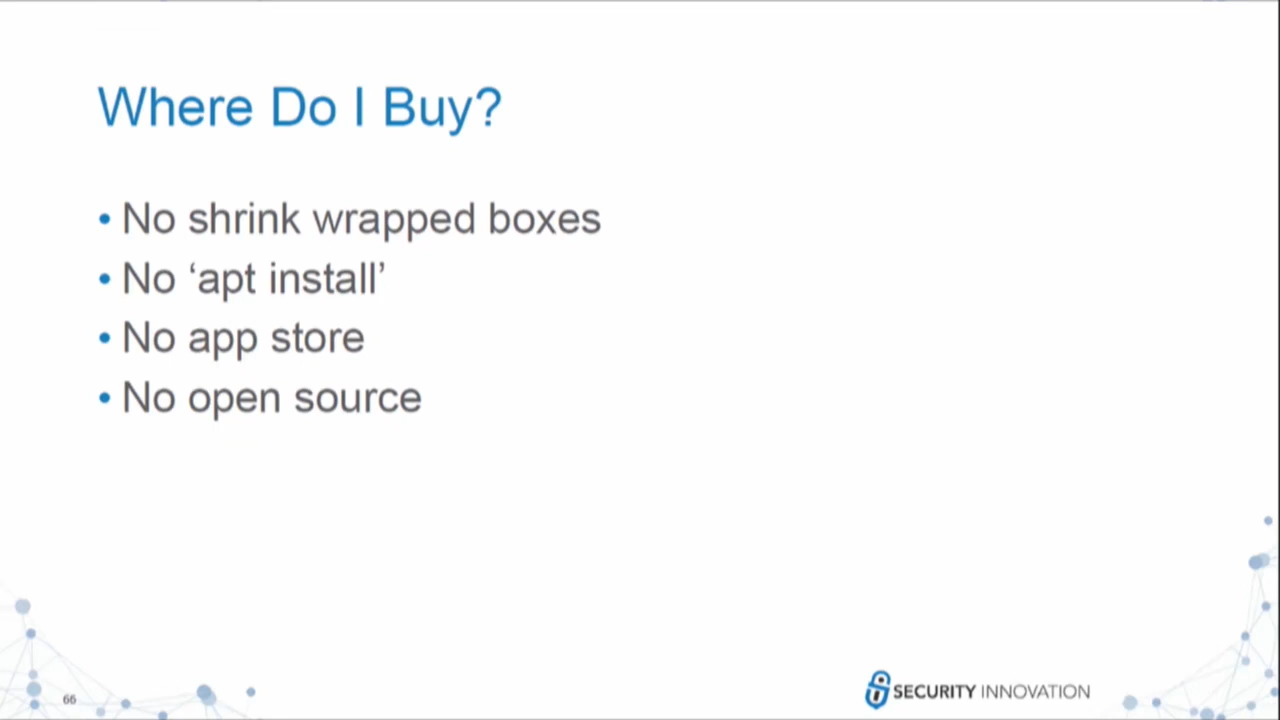 Where Do I Buy?
• No shrink wrapped boxes
• No ‘apt install’
• No app store
• No open source
66
SECURITY INNOVATION